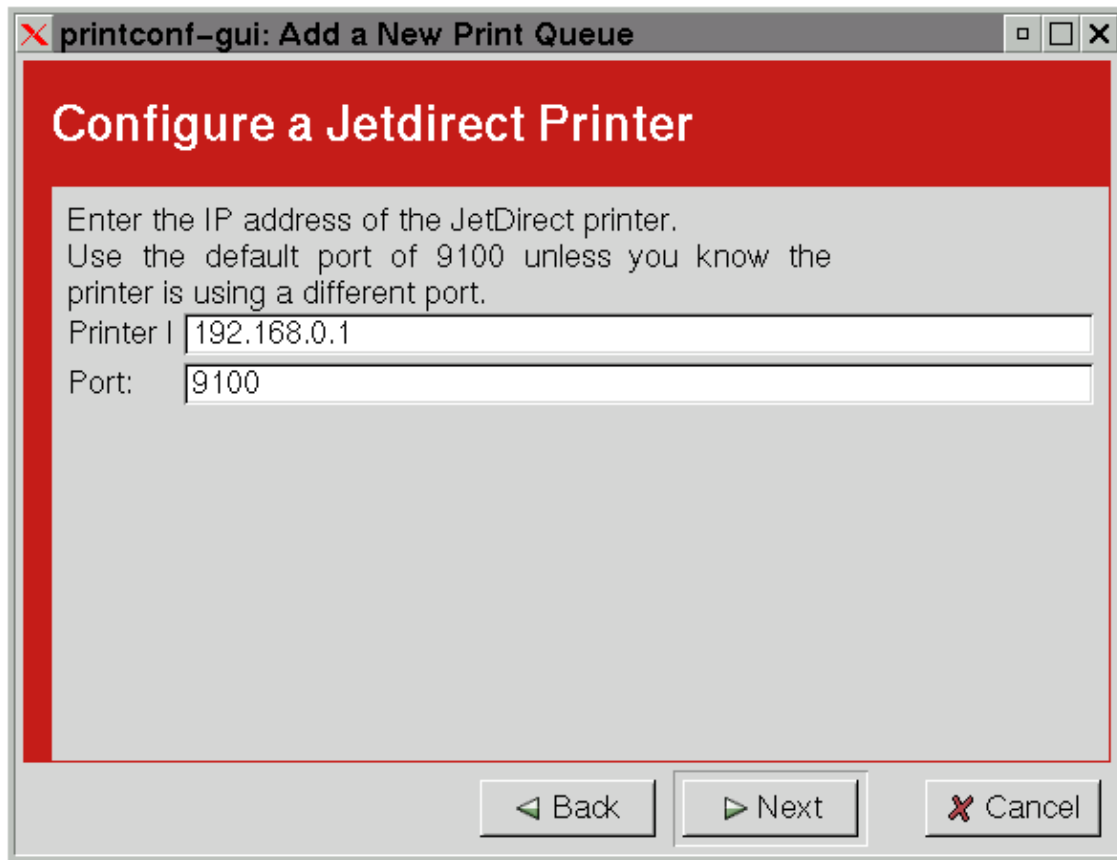 printconf-gui: Add a New Print Queue
Configure a Jetdirect Printer
Enter the IP address of the JetDirect printer.
Use the default port of 9100 unless you know the
printer is using a different port.
Printer I 192.168.0.1
Port: 9100
Back Next Cancel